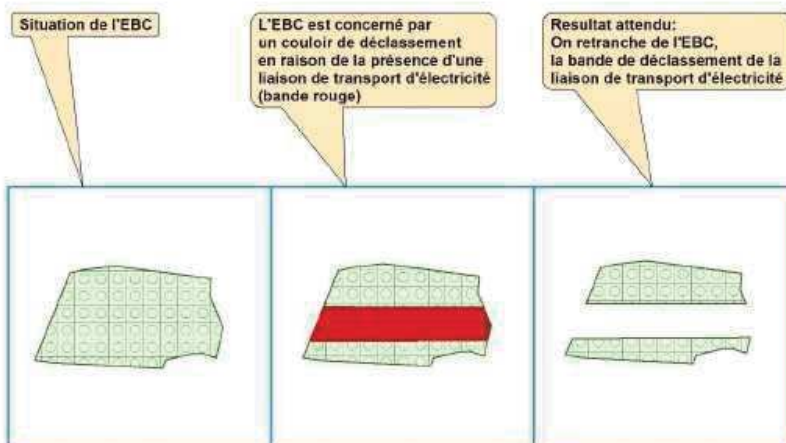 Situation de l'EBC
L'EBC est concerné par
un couloir de déclassement
en raison de la présence d'une
liaison de transport d'électricité
(bande rouge)
Resultat attendu:
On retranche de l'EBC,
la bande de déclassement de la
liaison de transport d'électricité